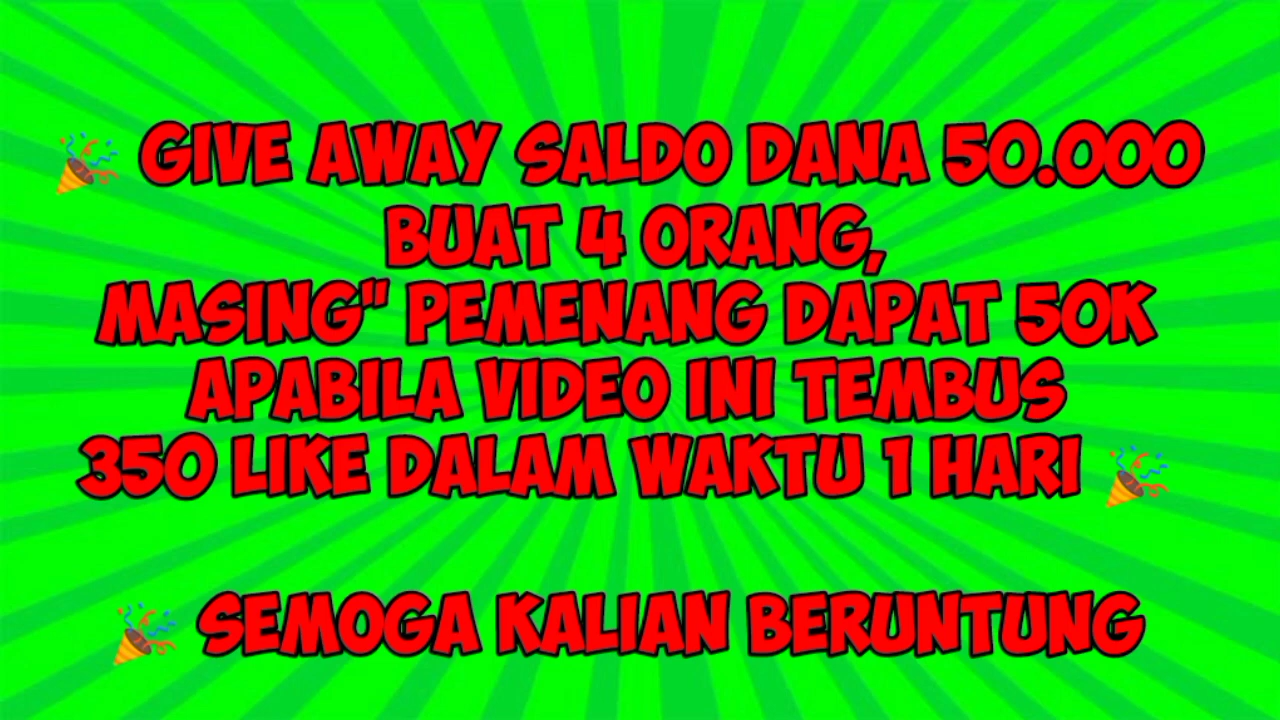 🎉 GIVE AWAY SALDO DANA 50.000
BUAT 4 ORANG,
MASING" PEMENANG DAPAT 50K
APABILA VIDEO INI TEMBUS
350 LIKE DALAM WAKTU 1 HARI 🎉
🎉 SEMOGA KALIAN BERUNTUNG